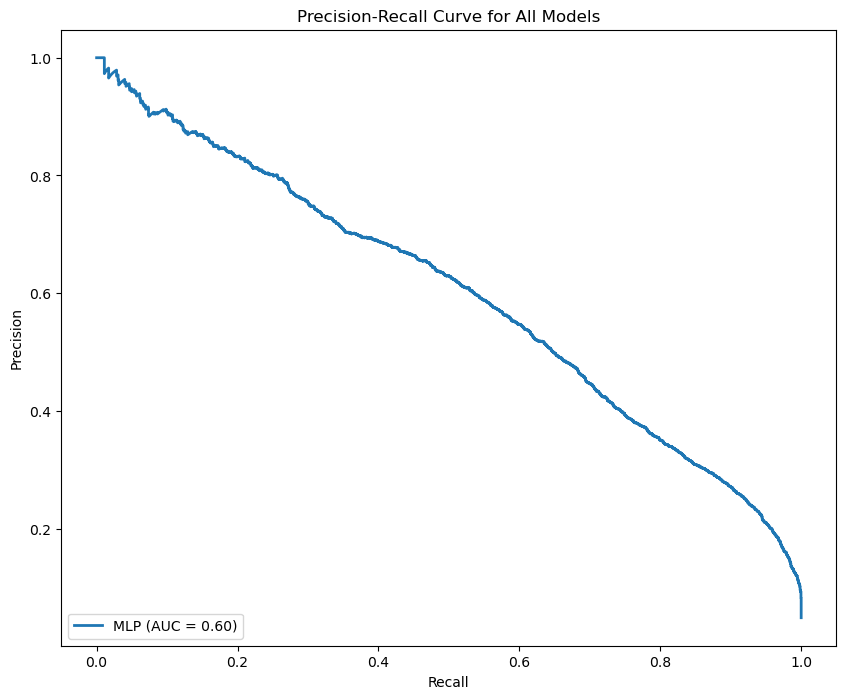 Precision-Recall Curve for All Models
1.0
0.8
0.6
0.4
0.2
Precision
MLP (AUC = 0.60)
0.0 0.2 0.4 0.6 0.8 1.0
Recall